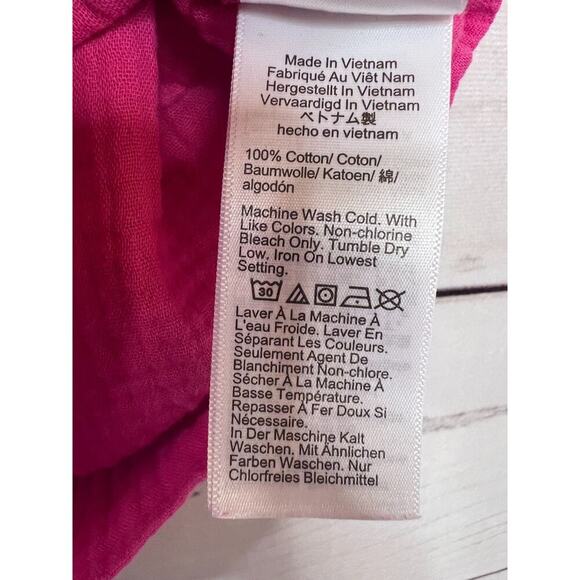 Made In Vietnam
Fabriqué Au Viêt Nam
Hergestellt In Vietnam
Vervaardigd In Vietnam
ベトナム製
hecho en vietnam
100% Cotton/ Coton/
Baumwolle/ Katoen/ 綿/
algodón
Machine Wash Cold. With
Like Colors. Non-chlorine
Bleach Only. Tumble Dry
Low. Iron On Lowest
Setting.
30
Laver À La Machine À
L'eau Froide. Laver En
Séparant Les Couleurs.
Seulement Agent De
Blanchiment Non-chlore.
Sécher À La Machine À
Basse Température.
Repasser À Fer Doux Si
Nécessaire.
In Der Maschine Kalt
Waschen. Mit Ähnlichen
Farben Waschen. Nur
Chlorfreies Bleichmittel